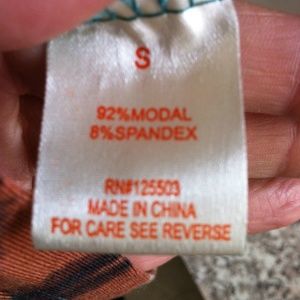 S
92%MODAL
8%SPANDEX
RN#125503
MADE IN CHINA
FOR CARE SEE REVERSE